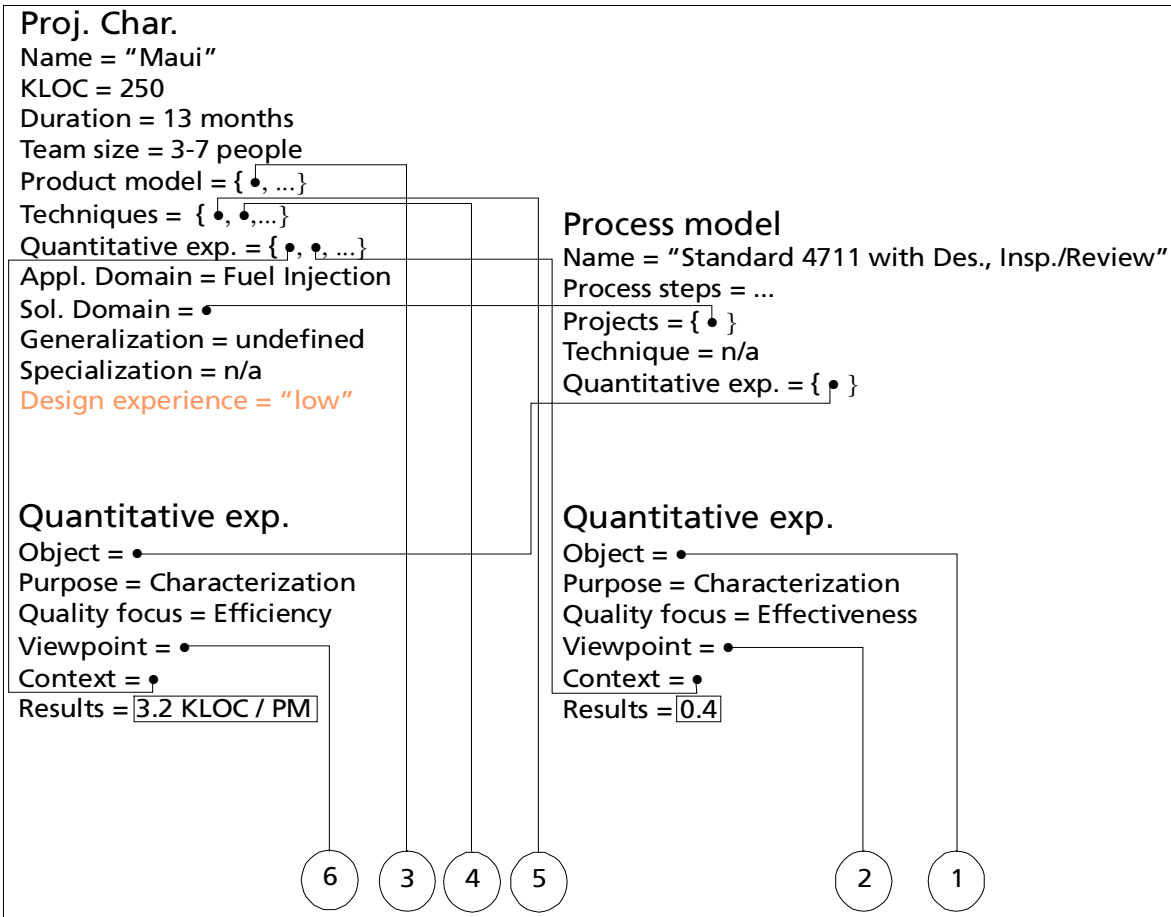 Proj. Char.
Name = “Maui”
KLOC = 250
Duration = 13 months
Team size = 3-7 people
Product model = { •, ...}
Techniques = { •, •,...}
Quantitative exp. = { •, •, ...}
Appl. Domain = Fuel Injection
Sol. Domain = •
Generalization = undefined
Specialization = n/a
Design experience = “low”
Process model
Name = “Standard 4711 with Des., Insp./Review”
Process steps = ...
Projects = { • }
Technique = n/a
Quantitative exp. = { • }
Quantitative exp.
Object = •
Purpose = Characterization
Quality focus = Efficiency
Viewpoint = •
Context = •
Results = 3.2 KLOC / PM
Quantitative exp.
Object = •
Purpose = Characterization
Quality focus = Effectiveness
Viewpoint = •
Context = •
Results = 0.4
6 3 4 5 2 1